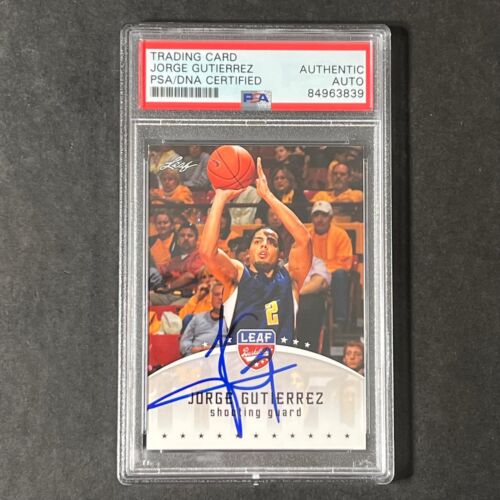 TRADING CARD
JORGE GUTIERREZ
PSA/DNA CERTIFIED
AUTHENTIC
AUTO
84963839
PSA
Leaf
2
LEAF
JORGE GUTIERREZ
shooting guard